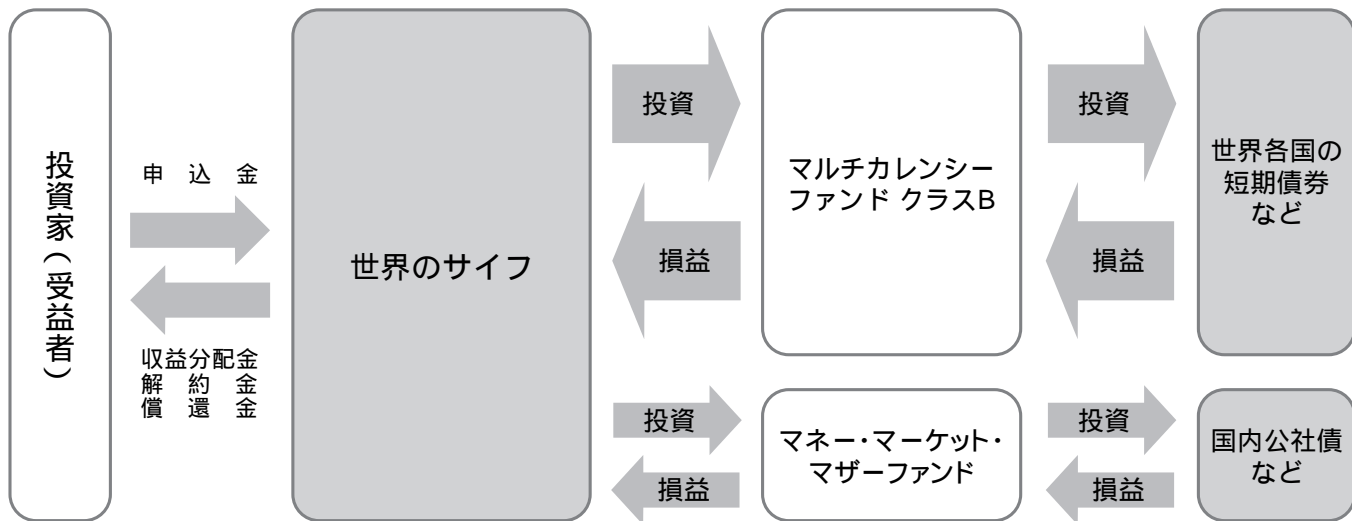 投資家(受益者)
申込金
収益分配金
解約金
償還金
世界のサイフ
投資
損益
マルチカレンシー
ファンド クラスB
投資
損益
世界各国の
短期債券
など
投資
損益
マネー・マーケット・
マザーファンド
投資
損益
国内公社債
など